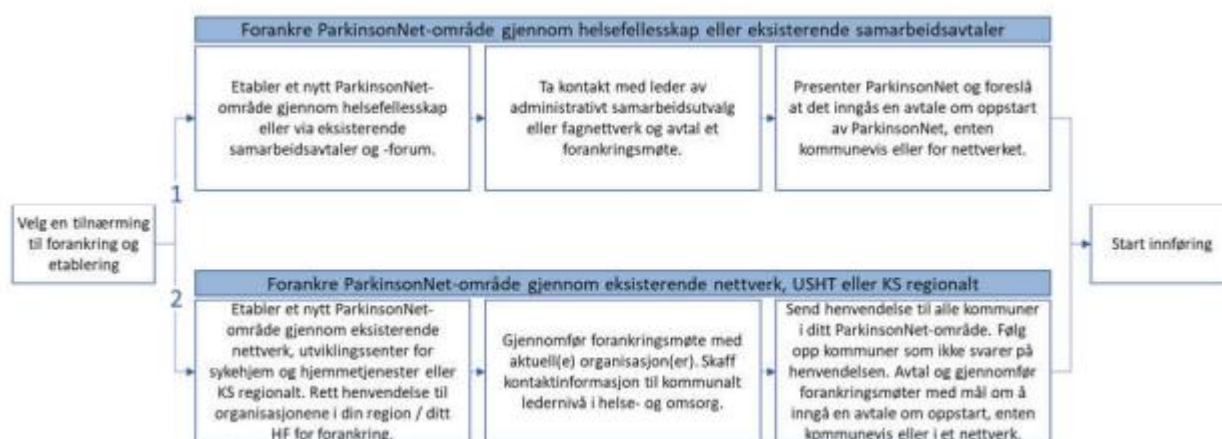 Forankre ParkinsonNet-område gjennom helsefellesskap eller eksisterende samarbeidsavtaler
Etabler et nytt ParkinsonNet-
område gjennom helsefellesskap
eller via eksisterende
samarbeidsavtaler og -forum.
Ta kontakt med leder av
administrativt samarbeidsutvalg
eller fagnettverk og avtal et
forankringsmøte.
Presenter ParkinsonNet og foreslå
at det inngås en avtale om oppstart
av ParkinsonNet, enten
kommunevis eller for nettverket.
1
Velg en tilnærming
til forankring og
etablering
Start innføring
2
Forankre ParkinsonNet-område gjennom eksisterende nettverk, USHT eller KS regionalt
Etabler et nytt ParkinsonNet-
område gjennom eksisterende
nettverk, utviklingssenter for
sykehjem og hjemmetjenester eller
KS regionalt. Rett henvendelse til
organisasjonene i din region / ditt
HF for forankring.
Gjennomfør forankringsmøte med
aktuell(e) organisasjon(er). Skaff
kontaktinformasjon til kommunalt
ledernivå i helse- og omsorg.
Send henvendelse til alle kommuner
i ditt ParkinsonNet-område. Følg
opp kommuner som ikke svarer på
henvendelsen. Avtal og gjennomfør
forankringsmøter med mål om å
inngå en avtale om oppstart, enten
kommunevis eller i et nettverk.